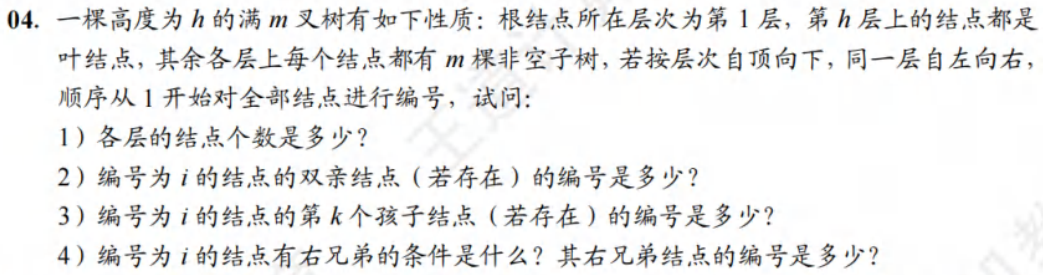 04. 一棵高度为 h 的满 m 叉树有如下性质：根结点所在层次为第 1 层，第 h 层上的结点都是
叶结点，其余各层上每个结点都有 m 棵非空子树，若按层次自顶向下，同一层自左向右，
顺序从 1 开始对全部结点进行编号，试问：
1）各层的结点个数是多少？
2）编号为 i 的结点的双亲结点（若存在）的编号是多少？
3）编号为 i 的结点的第 k 个孩子结点（若存在）的编号是多少？
4）编号为 i 的结点有右兄弟的条件是什么？其右兄弟结点的编号是多少？